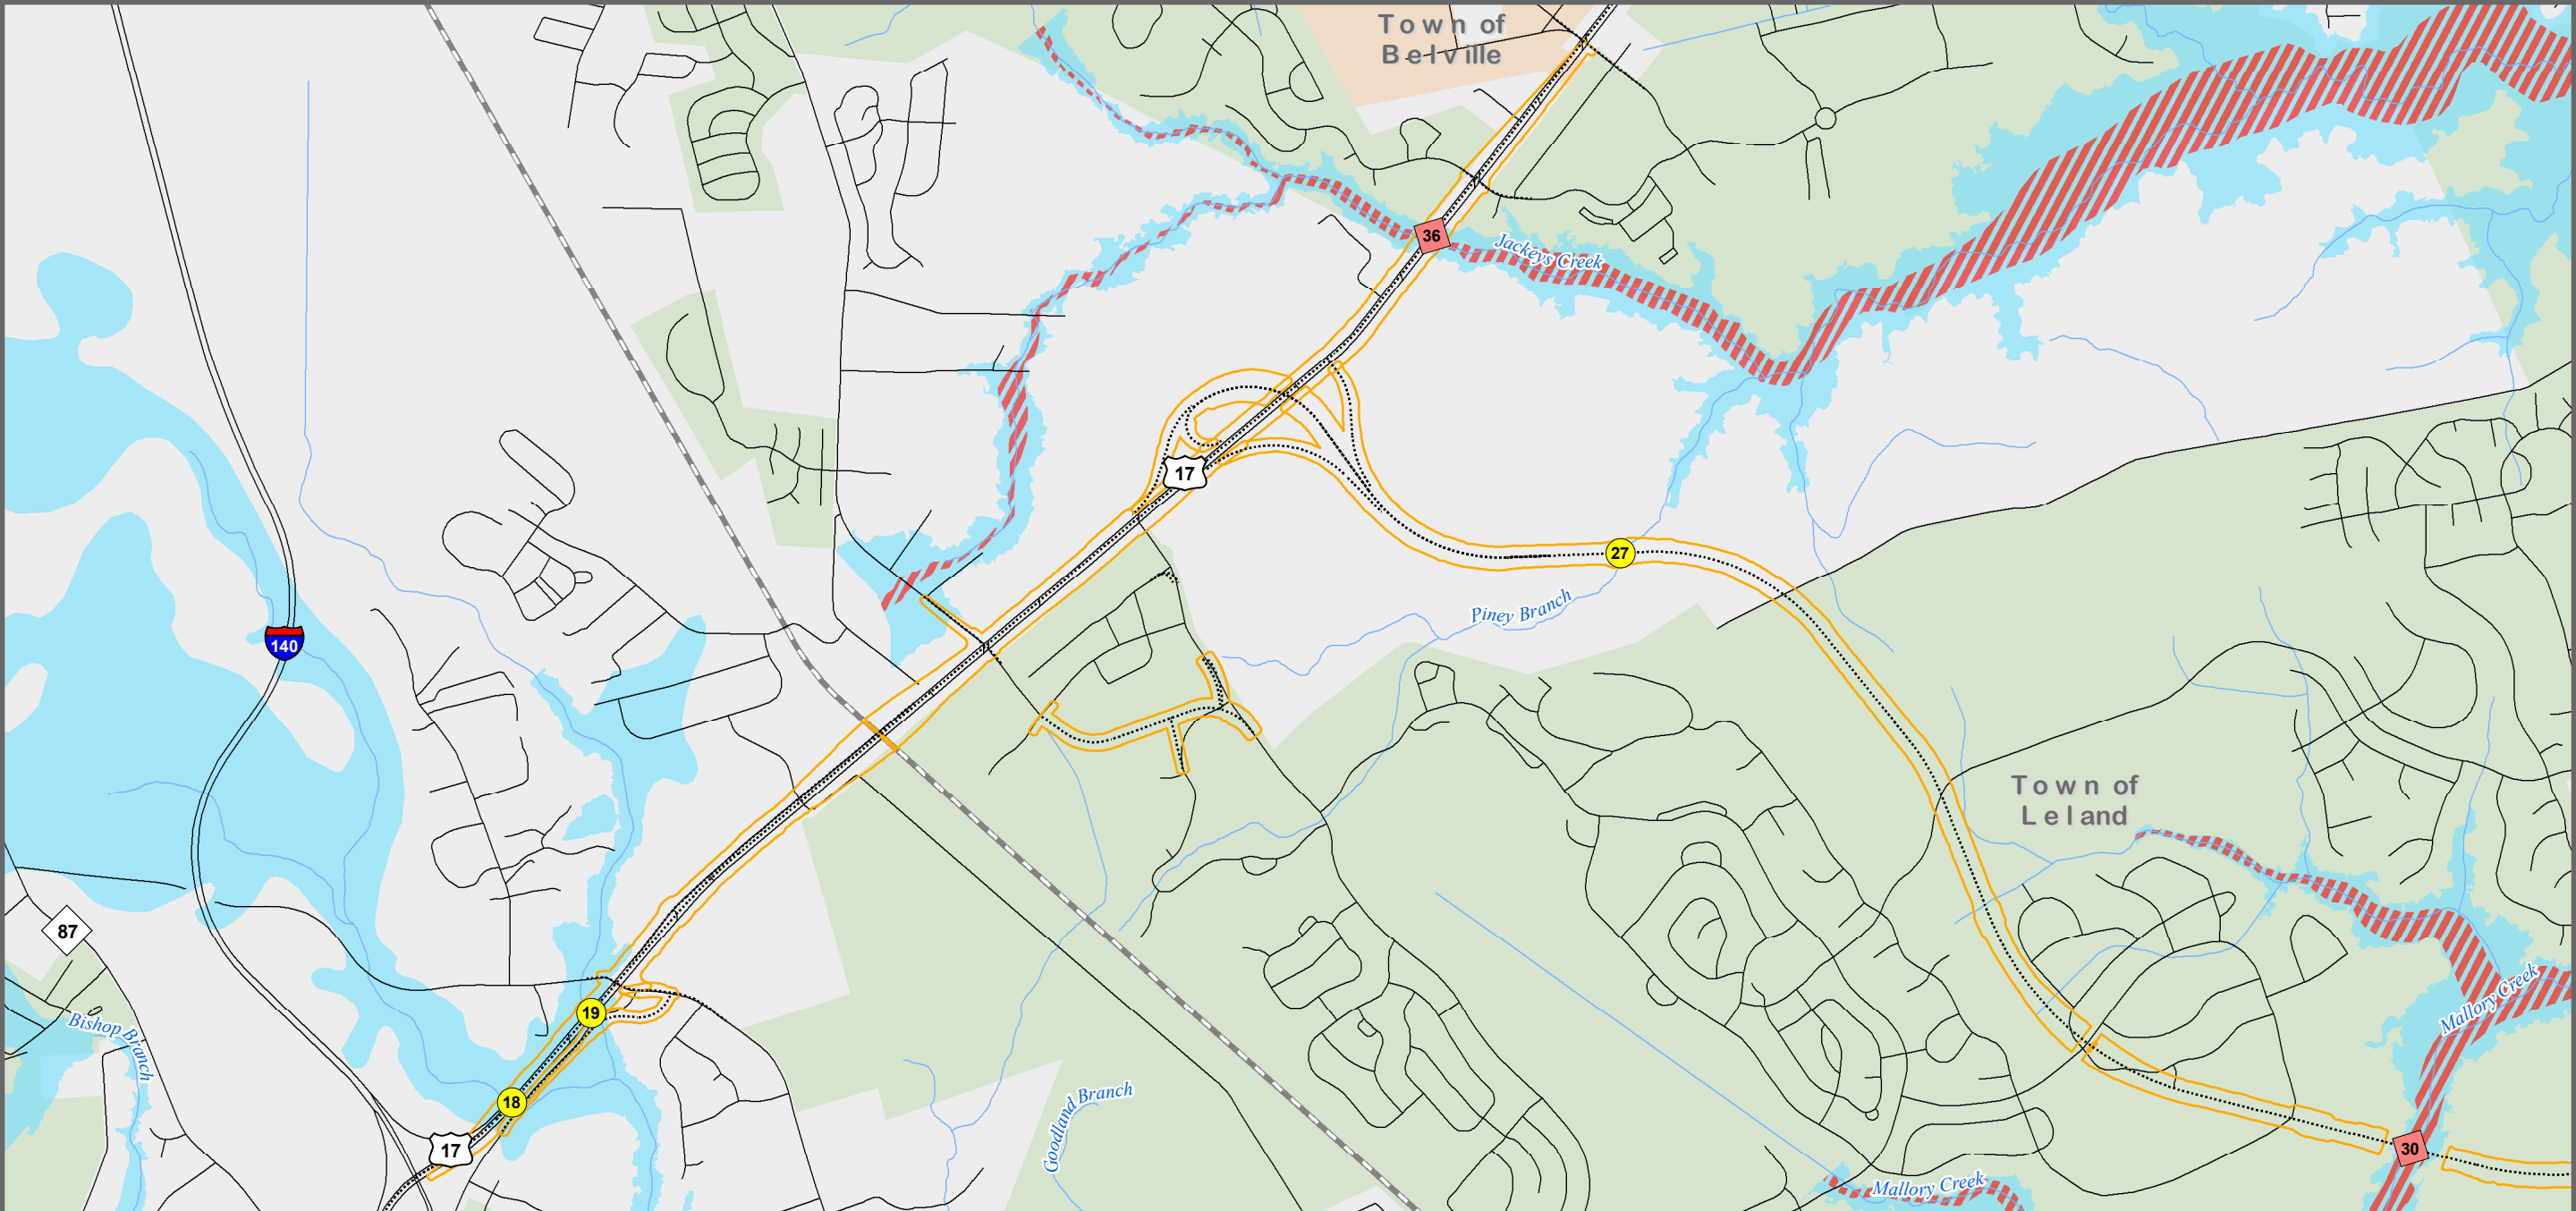 Town of
Belville
36
Jackeys Creek
17
27
Piney Branch
140
Town of
Leland
87
Mallory Creek
19
Bishop Branch
18
Goodland Branch
17
30
Mallory Creek